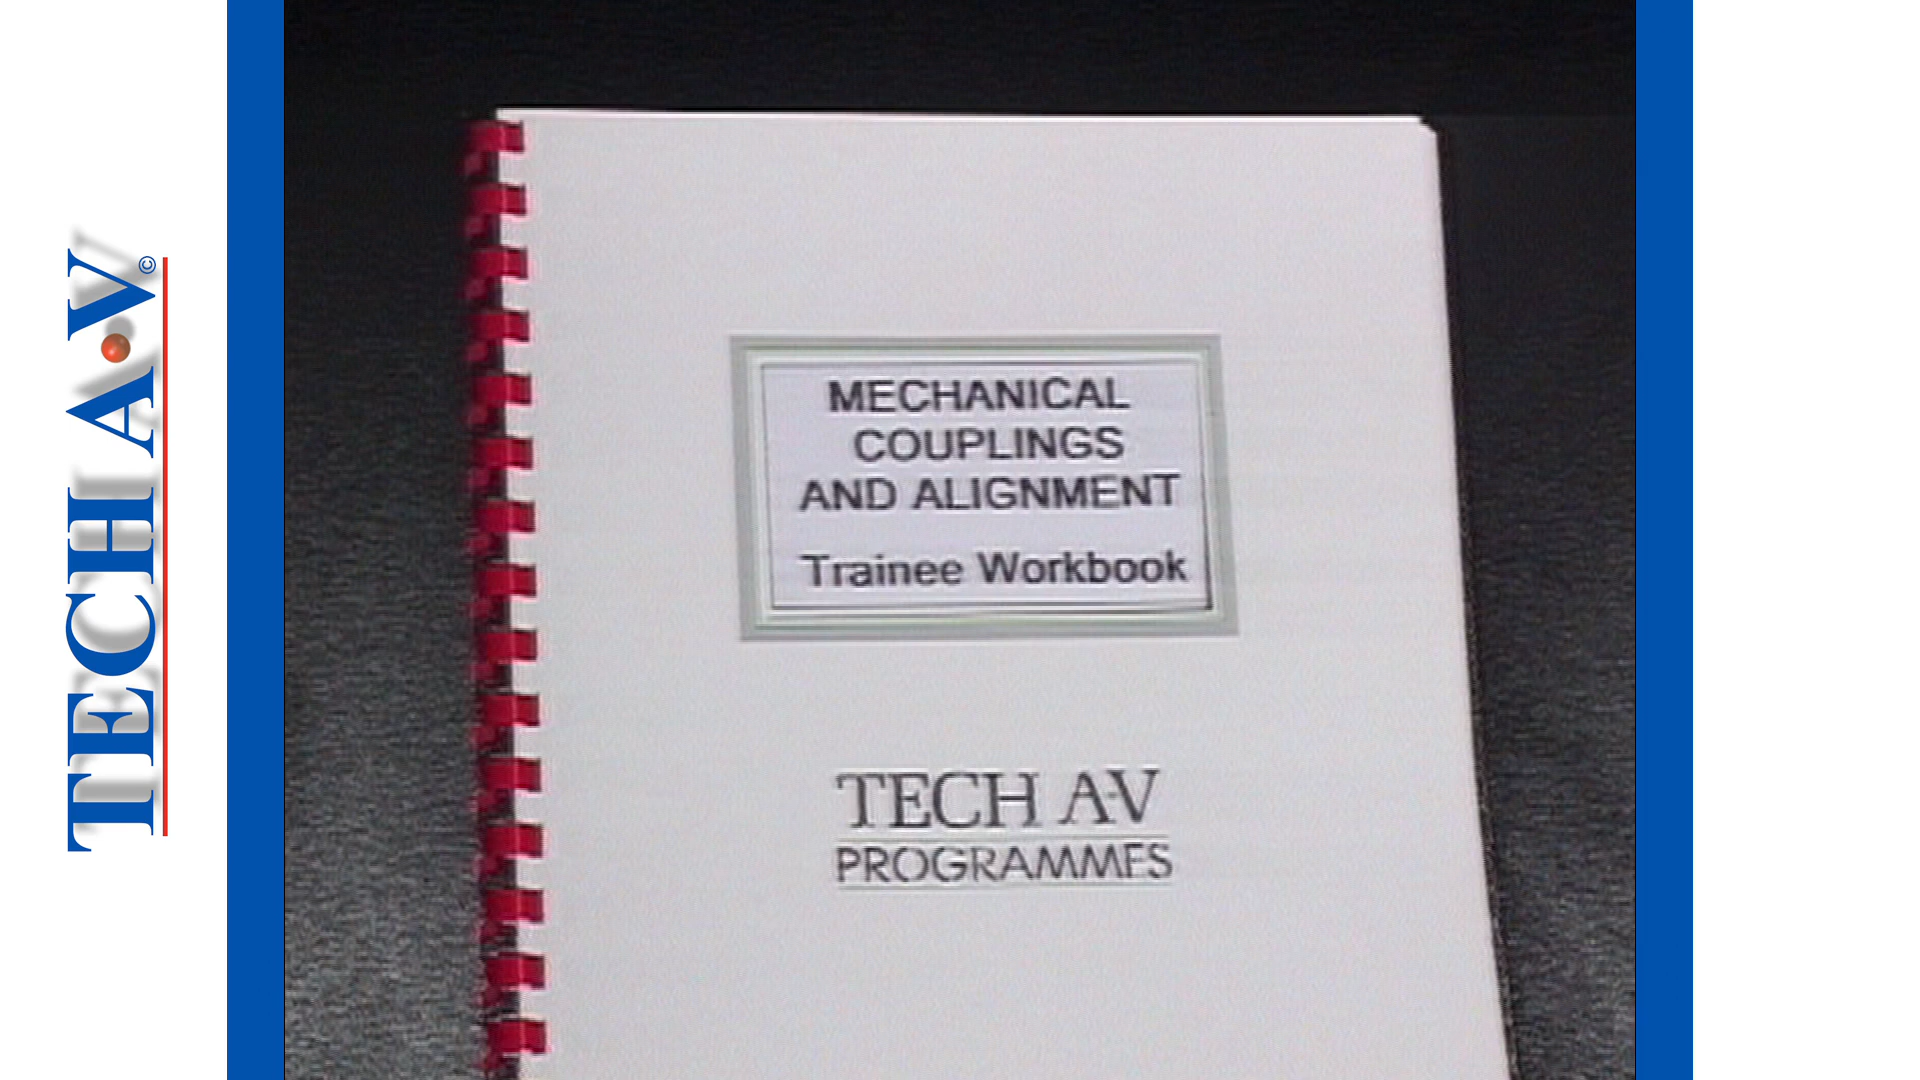 TECH A·V ©
MECHANICAL
COUPLINGS
AND ALIGNMENT
Trainee Workbook
TECH A·V
PROGRAMMES